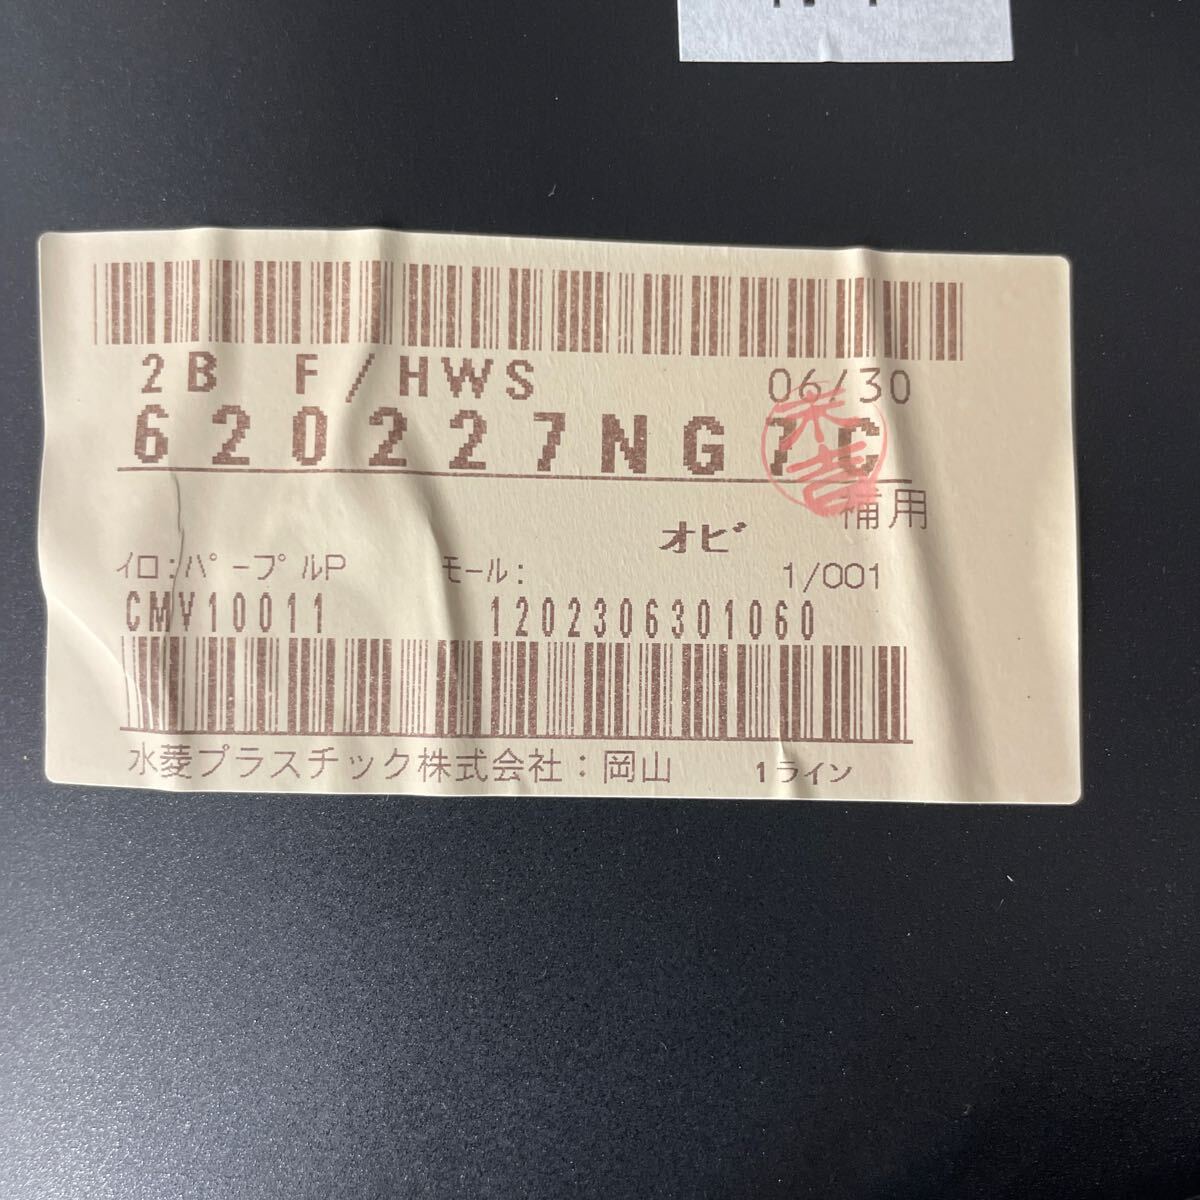 2B F/HWS 06/30
620227NG7C
補用
オビ
イロ:パープルP モール: 1/001
CMV10011 1202306301060
水菱プラスチック株式会社:岡山 1ライン